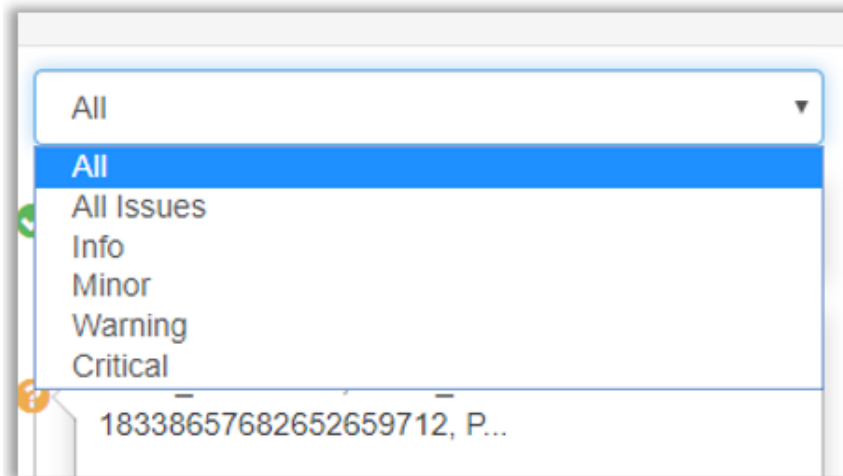 All
All
All Issues
Info
Minor
Warning
Critical
18338657682652659712, P...